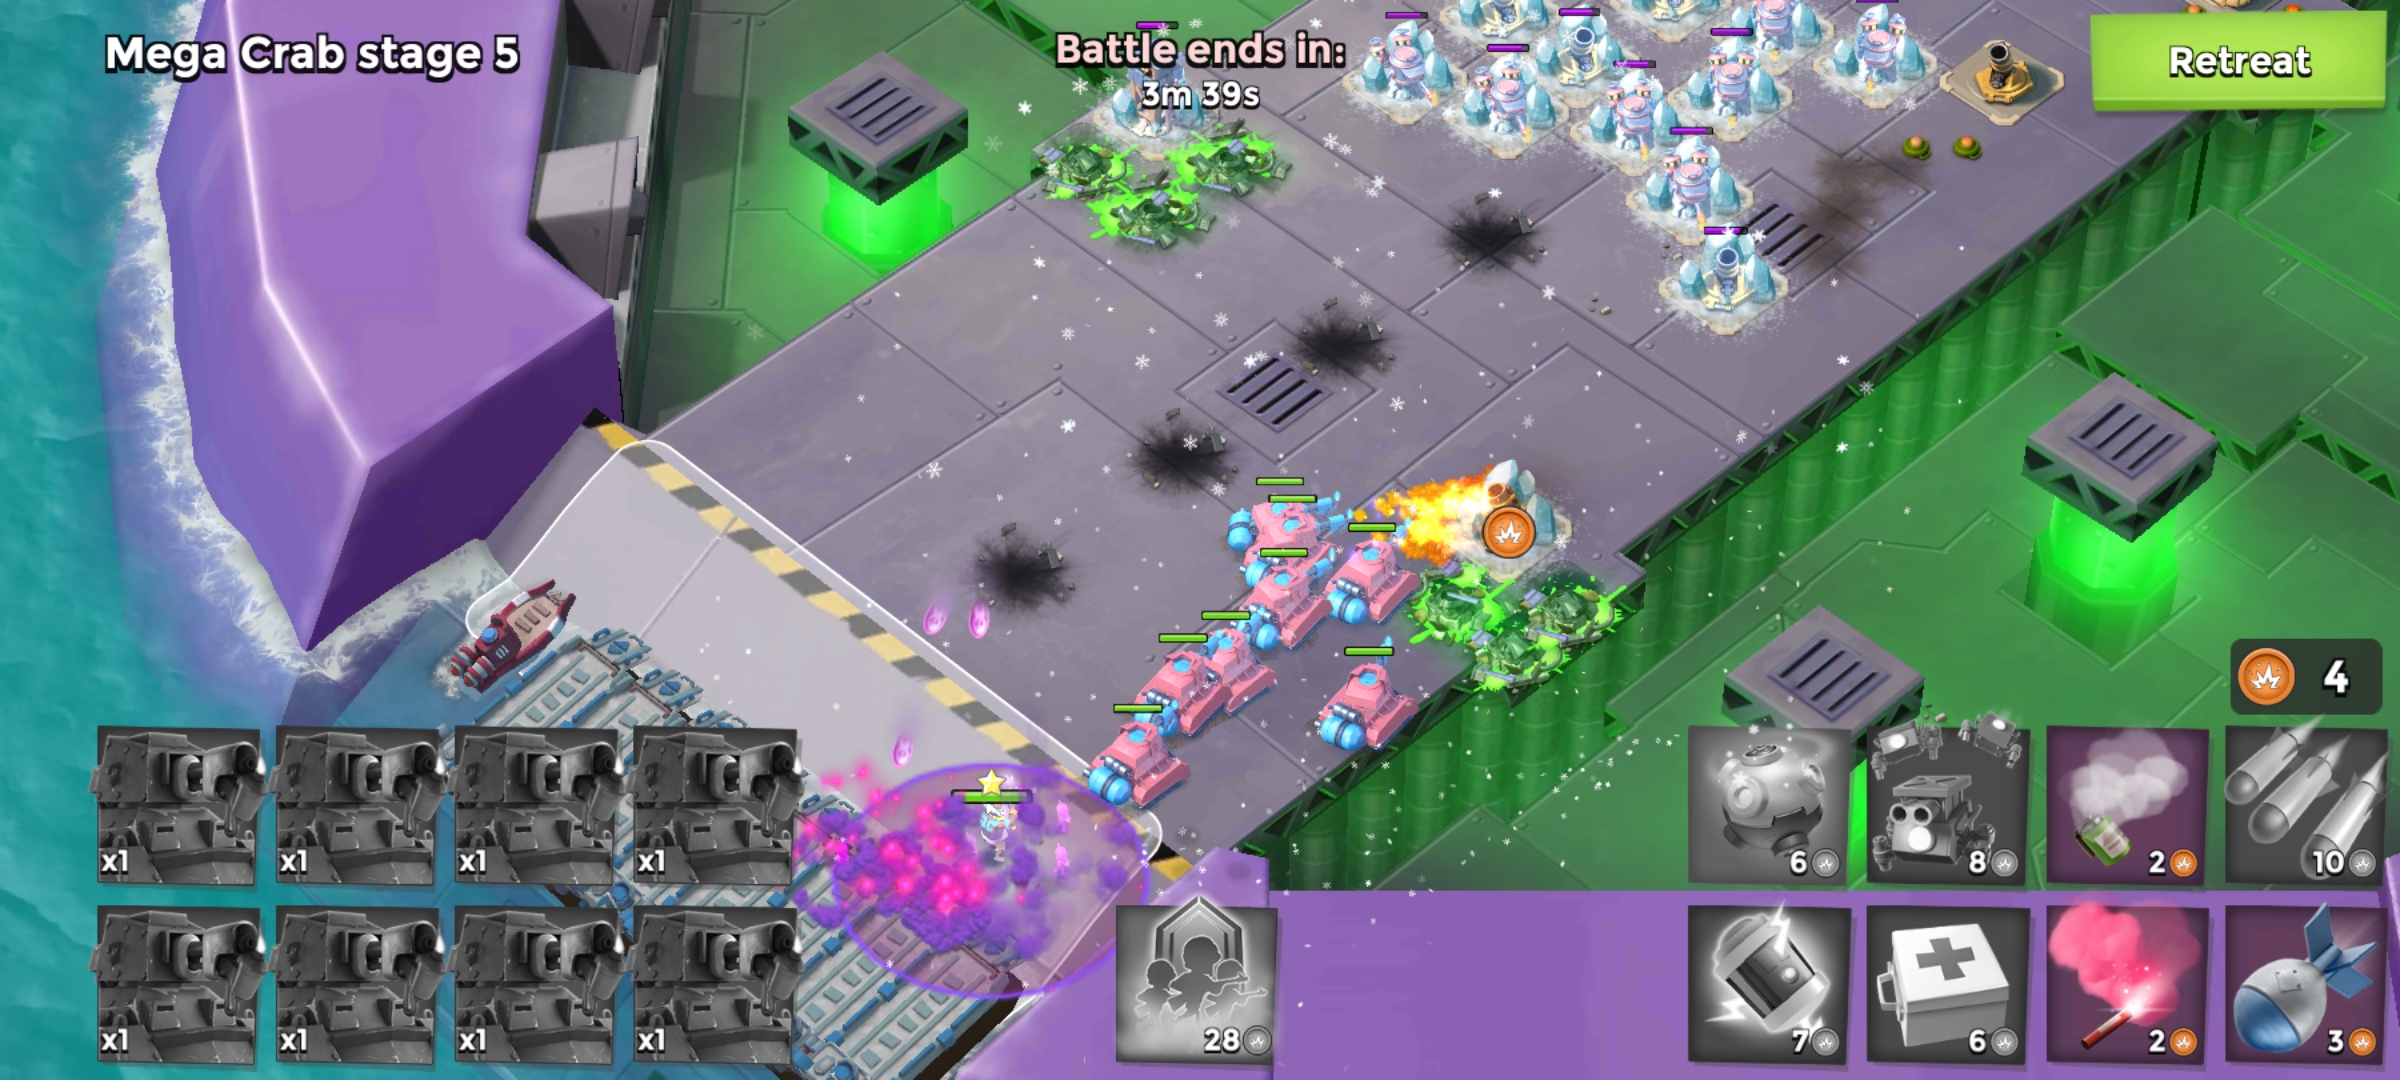 Mega Crab stage 5
Battle ends in:
3m 39s
Retreat
4
x1
x1
x1
x1
6
8
2
10
x1
x1
x1
x1
28
7
6
2
3